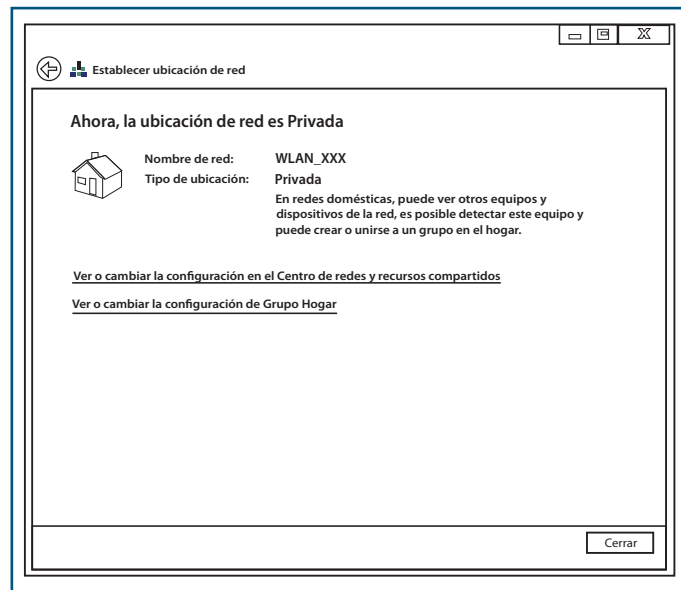 Establecer ubicación de red
Ahora, la ubicación de red es Privada
Nombre de red: WLAN_XXX
Tipo de ubicación: Privada
En redes domésticas, puede ver otros equipos y
dispositivos de la red, es posible detectar este equipo y
puede crear o unirse a un grupo en el hogar.
Ver o cambiar la configuración en el Centro de redes y recursos compartidos
Ver o cambiar la configuración de Grupo Hogar
Cerrar